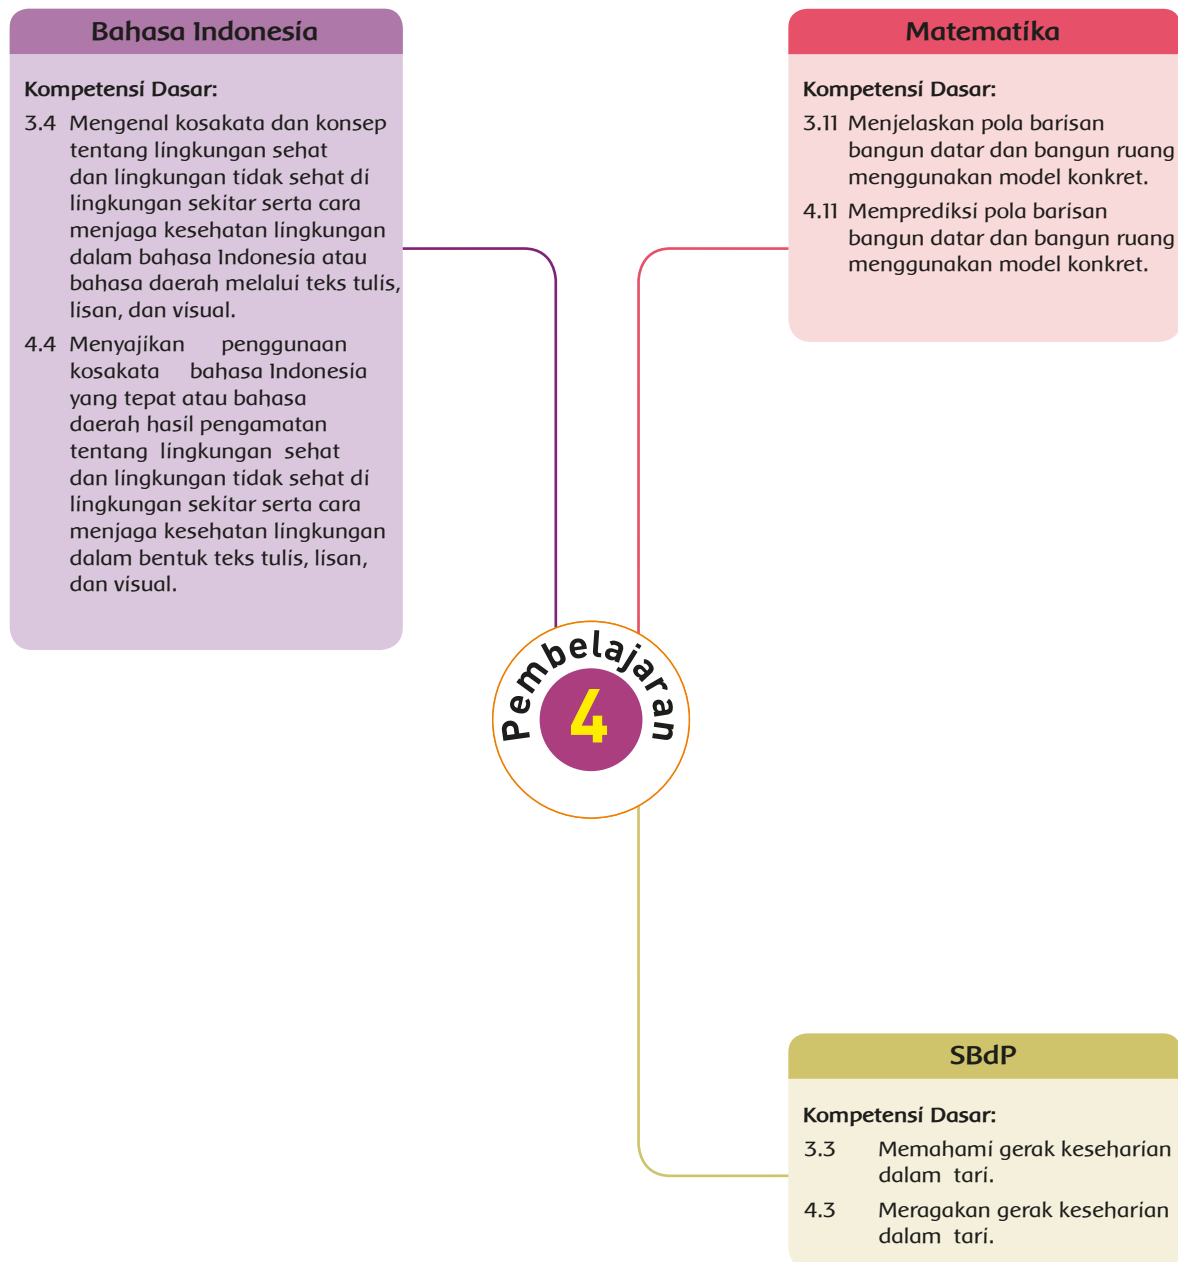 Bahasa Indonesia
Kompetensi Dasar:
3.4 Mengenal kosakata dan konsep
tentang lingkungan sehat
dan lingkungan tidak sehat di
lingkungan sekitar serta cara
menjaga kesehatan lingkungan
dalam bahasa Indonesia atau
bahasa daerah melalui teks tulis,
lisan, dan visual.
4.4 Menyajikan penggunaan
kosakata bahasa Indonesia
yang tepat atau bahasa
daerah hasil pengamatan
tentang lingkungan sehat
dan lingkungan tidak sehat di
lingkungan sekitar serta cara
menjaga kesehatan lingkungan
dalam bentuk teks tulis, lisan,
dan visual.
Matematika
Kompetensi Dasar:
3.11 Menjelaskan pola barisan
bangun datar dan bangun ruang
menggunakan model konkret.
4.11 Memprediksi pola barisan
bangun datar dan bangun ruang
menggunakan model konkret.
Pembelajaran
4
SBdP
Kompetensi Dasar:
3.3 Memahami gerak keseharian
dalam tari.
4.3 Meragakan gerak keseharian
dalam tari.